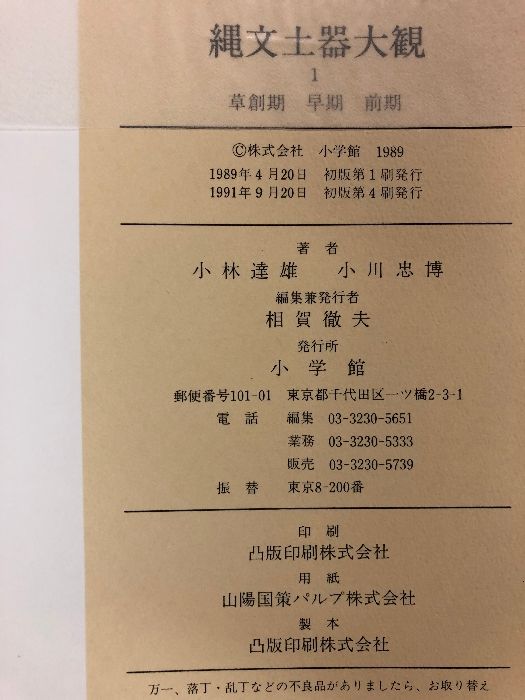 縄文土器大観
1
草創期 早期 前期
©株式会社 小学館 1989
1989年4月20日 初版第1刷発行
1991年9月20日 初版第4刷発行
著者
小林達雄 小川忠博
編集兼発行者
相賀徹夫
発行所
小学館
郵便番号101-01 東京都千代田区一ツ橋2-3-1
電話 編集 03-3230-5651
業務 03-3230-5333
販売 03-3230-5739
振替 東京8-200番
印刷
凸版印刷株式会社
用紙
山陽国策パルプ株式会社
製本
凸版印刷株式会社
万一、落丁・乱丁などの不良品がありましたら、お取り替え